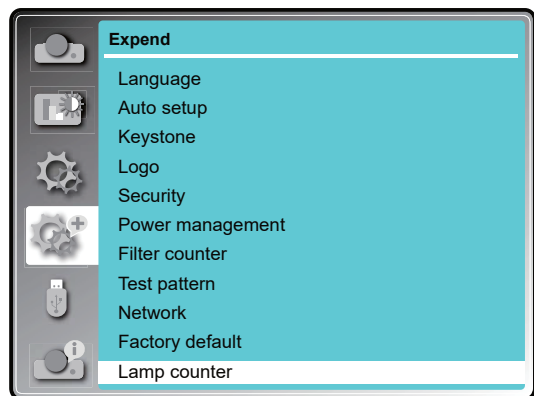 Expend
Language
Auto setup
Keystone
Logo
Security
Power management
Filter counter
Test pattern
Network
Factory default
Lamp counter